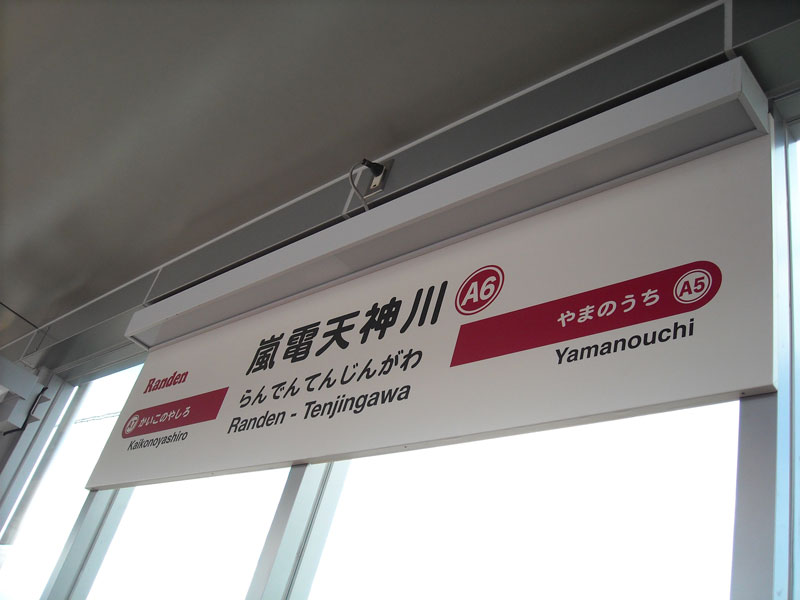 Randen
A7 かいこのやしろ
Kaikonoyashiro
嵐電天神川 A6
らんでんてんじんがわ
Randen - Tenjingawa
やまのうち A5
Yamanouchi